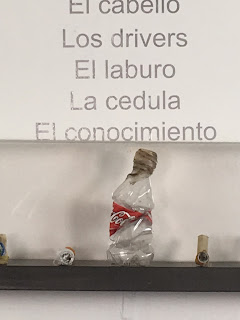 El cabello
Los drivers
El laburo
La cedula
El conocimiento